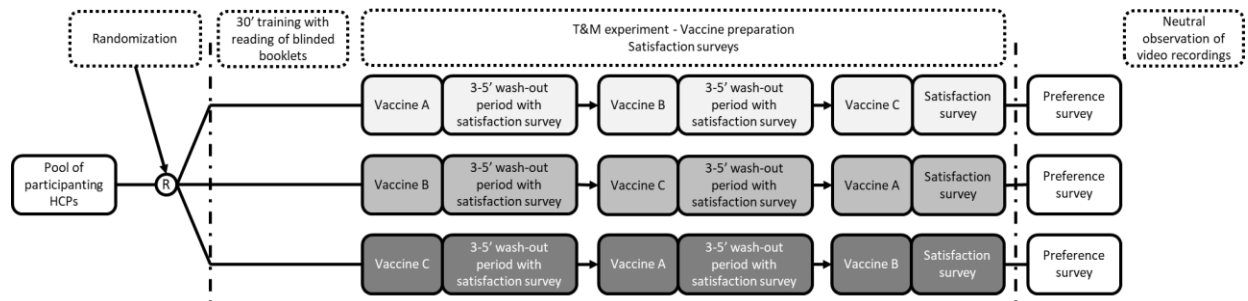 Randomization
30' training with
reading of blinded
booklets
T&M experiment - Vaccine preparation
Satisfaction surveys
Neutral
observation of
video recordings
Vaccine A
3-5' wash-out
period with
satisfaction survey
Vaccine B
3-5' wash-out
period with
satisfaction survey
Vaccine C
Satisfaction
survey
Preference
survey
Pool of
participanting
HCPs
R
Vaccine B
3-5' wash-out
period with
satisfaction survey
Vaccine C
3-5' wash-out
period with
satisfaction survey
Vaccine A
Satisfaction
survey
Preference
survey
Vaccine C
3-5' wash-out
period with
satisfaction survey
Vaccine A
3-5' wash-out
period with
satisfaction survey
Vaccine B
Satisfaction
survey
Preference
survey